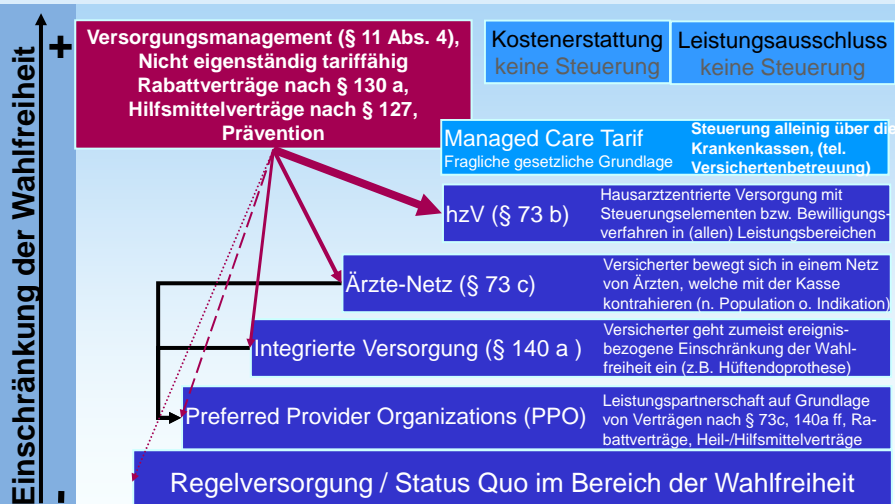 Einschränkung der Wahlfreiheit
+
-
Versorgungsmanagement (§ 11 Abs. 4),
Nicht eigenständig tariffähig
Rabattverträge nach § 130 a,
Hilfsmittelverträge nach § 127,
Prävention
Kostenerstattung
keine Steuerung
Leistungsausschluss
keine Steuerung
Managed Care Tarif
Fragliche gesetzliche Grundlage
Steuerung alleinig über die
Krankenkassen, (tel.
Versichertenbetreuung)
hzV (§ 73 b)
Hausarztzentrierte Versorgung mit
Steuerungselementen bzw. Bewilligungs-
verfahren in (allen) Leistungsbereichen
Ärzte-Netz (§ 73 c)
Versicherter bewegt sich in einem Netz
von Ärzten, welche mit der Kasse
kontrahieren (n. Population o. Indikation)
Integrierte Versorgung (§ 140 a )
Versicherter geht zumeist ereignis-
bezogene Einschränkung der Wahl-
freiheit ein (z.B. Hüftendoprothese)
Preferred Provider Organizations (PPO)
Leistungspartnerschaft auf Grundlage
von Verträgen nach § 73c, 140a ff, Ra-
battverträge, Heil-/Hilfsmittelverträge
Regelversorgung / Status Quo im Bereich der Wahlfreiheit